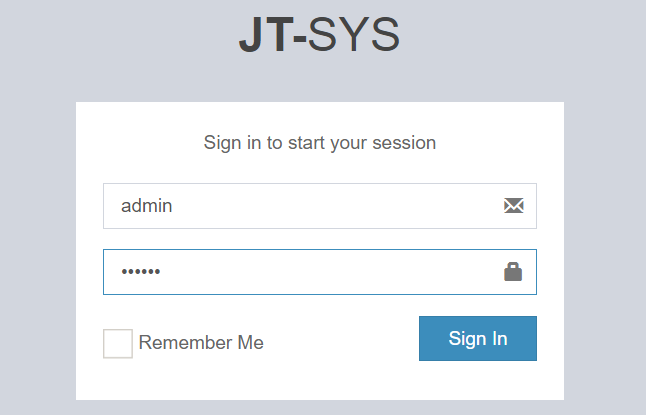 JT-SYS
Sign in to start your session
admin
••••••
Remember Me
Sign In